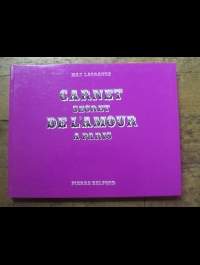 MAX LAGRANGE
CARNET
SECRET
DE L'AMOUR
A PARIS
PIERRE BELFOND